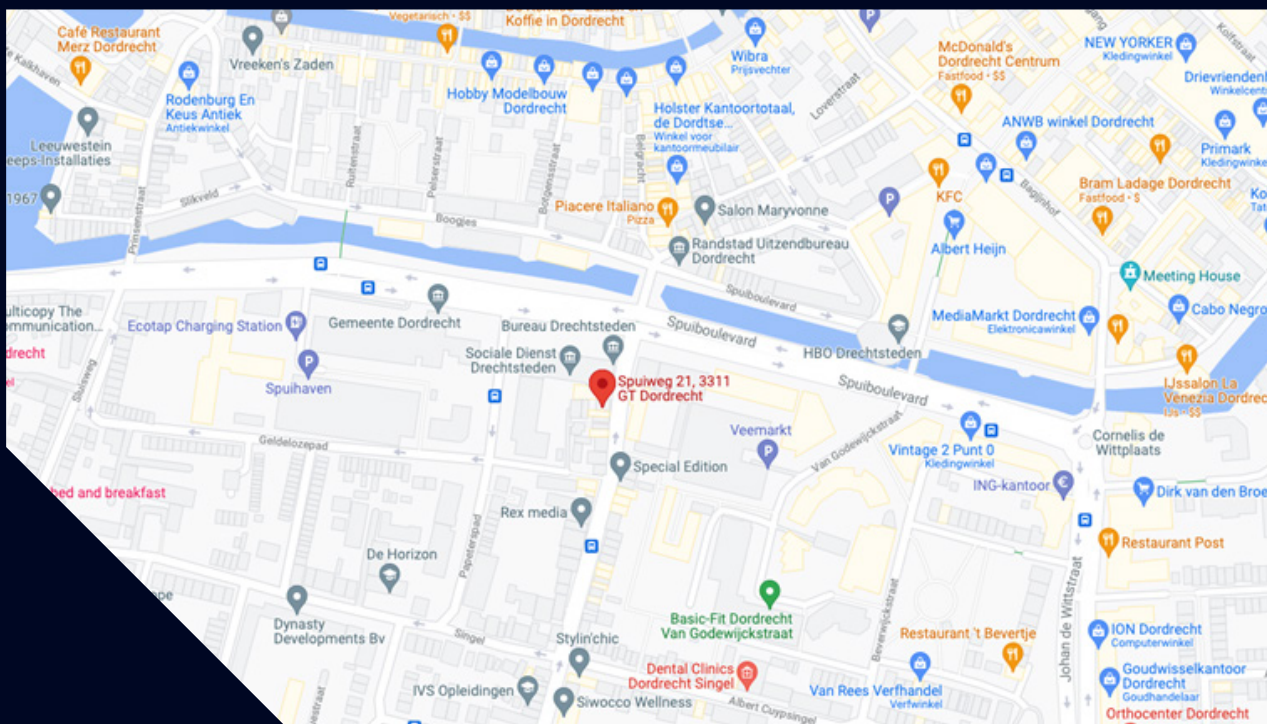 Café Restaurant
Merz Dordrecht
Vegetarisch · $$
Koffie in Dordrecht
Vreeken's Zaden
Rodenburg En
Keus Antiek
Antiekwinkel
Hobby Modelbouw
Dordrecht
Wibra
Prijsvechter
Holster Kantoortotaal,
de Dordtse...
Winkel voor
kantoormeubilair
Loverstraat
McDonald's
Dordrecht Centrum
Fastfood · $$
NEW YORKER
Kledingwinkel
Kolfstraat
ANWB winkel Dordrecht
Primark
Bram Ladage Dordrecht
Fastfood · $
Bagijnhof
KFC
Albert Heijn
Meeting House
Cabo Negro
MediaMarkt Dordrecht
Elektronicawinkel
IJssalon La
Leeuwestein
eeps-Installaties
1967
Prinsenstraat
Slikveld
Ruitenstraat
Pelserstraat
Botgensstraat
Belgracht
Boogjes
Piacere Italiano
Pizza
Salon Maryvonne
Randstad Uitzendbureau
Dordrecht
Spuiboulevard
HBO Drechtsteden
Spuiboulevard
Spuiboulevard
ulticopy The
ommunication...
drecht
el
Sluisweg
Ecotap Charging Station
Spuihaven
Gemeente Dordrecht
Bureau Drechtsteden
Sociale Dienst
Drechtsteden
Spuiweg 21, 3311
GT Dordrecht
Veemarkt
Van Godewijckstraat
Vintage 2 Punt 0
Kledingwinkel
Cornelis de
Wittplaats
ING-kantoor
Dirk van den Broe
Restaurant Post
Geldelozepad
bed and breakfast
Special Edition
Rex media
De Horizon
Papeterspad
Dynasty
Developments Bv
Singel
Stylin'chic
IVS Opleidingen
Siwocco Wellness
Basic-Fit Dordrecht
Van Godewijckstraat
Dental Clinics
Dordrecht Singel
Albert Cuypsingel
Beverwijckstraat
Restaurant 't Bevertje
Van Rees Verfhandel
Verfwinkel
Johan de Wittstraat
ION Dordrecht
Computerwinkel
Goudwisselkantoor
Dordrecht
Goudhandelaar
Orthocenter Dordrecht